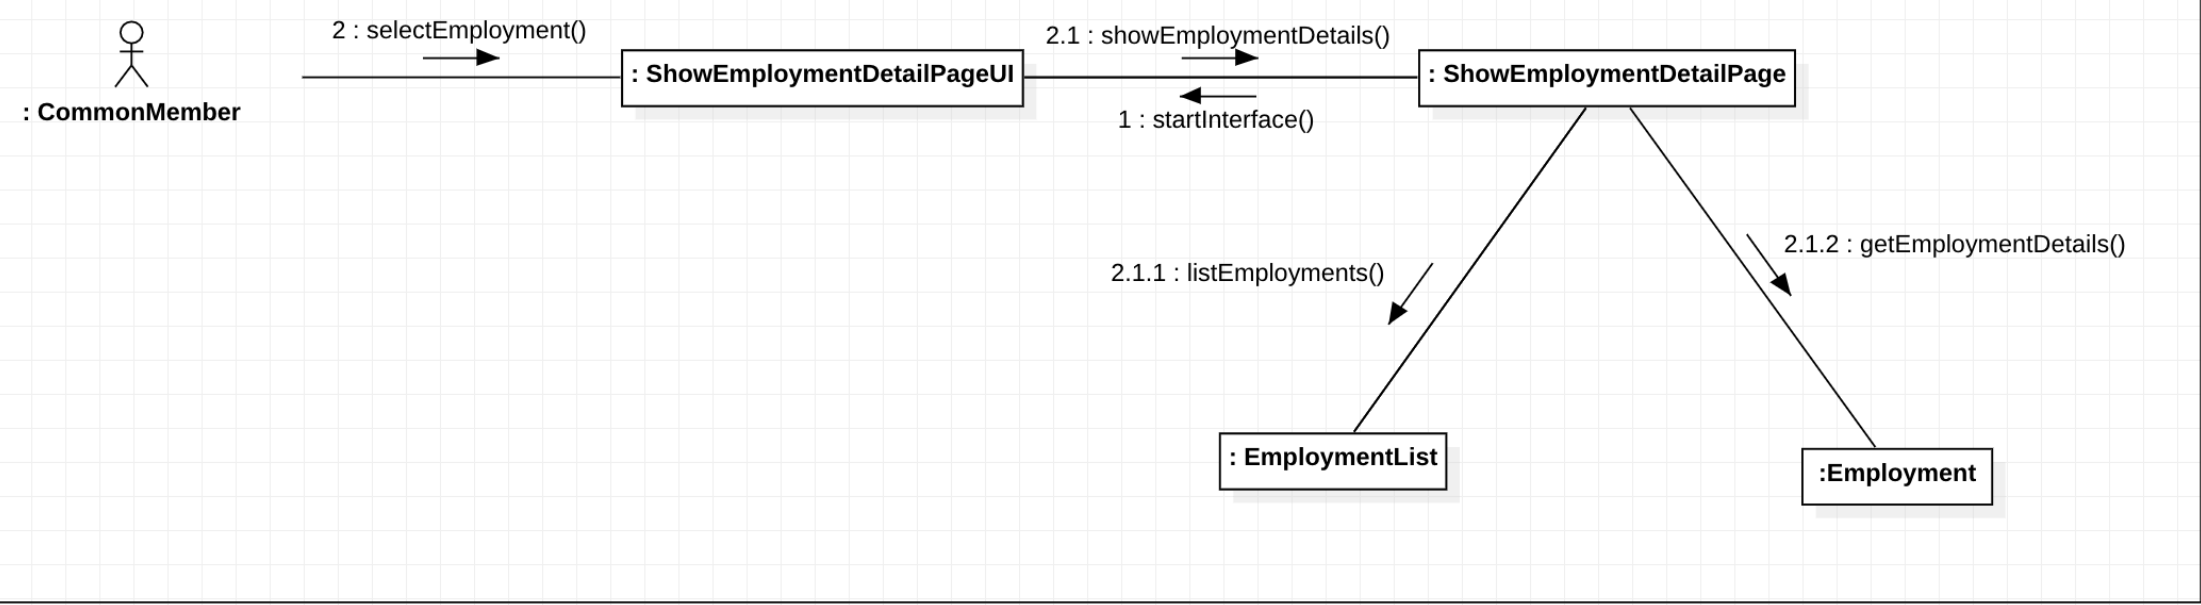 2 : selectEmployment()
2.1 : showEmploymentDetails()
: ShowEmploymentDetailPageUI
: ShowEmploymentDetailPage
: CommonMember
1 : startInterface()
2.1.2 : getEmploymentDetails()
2.1.1 : listEmployments()
: EmploymentList
:Employment